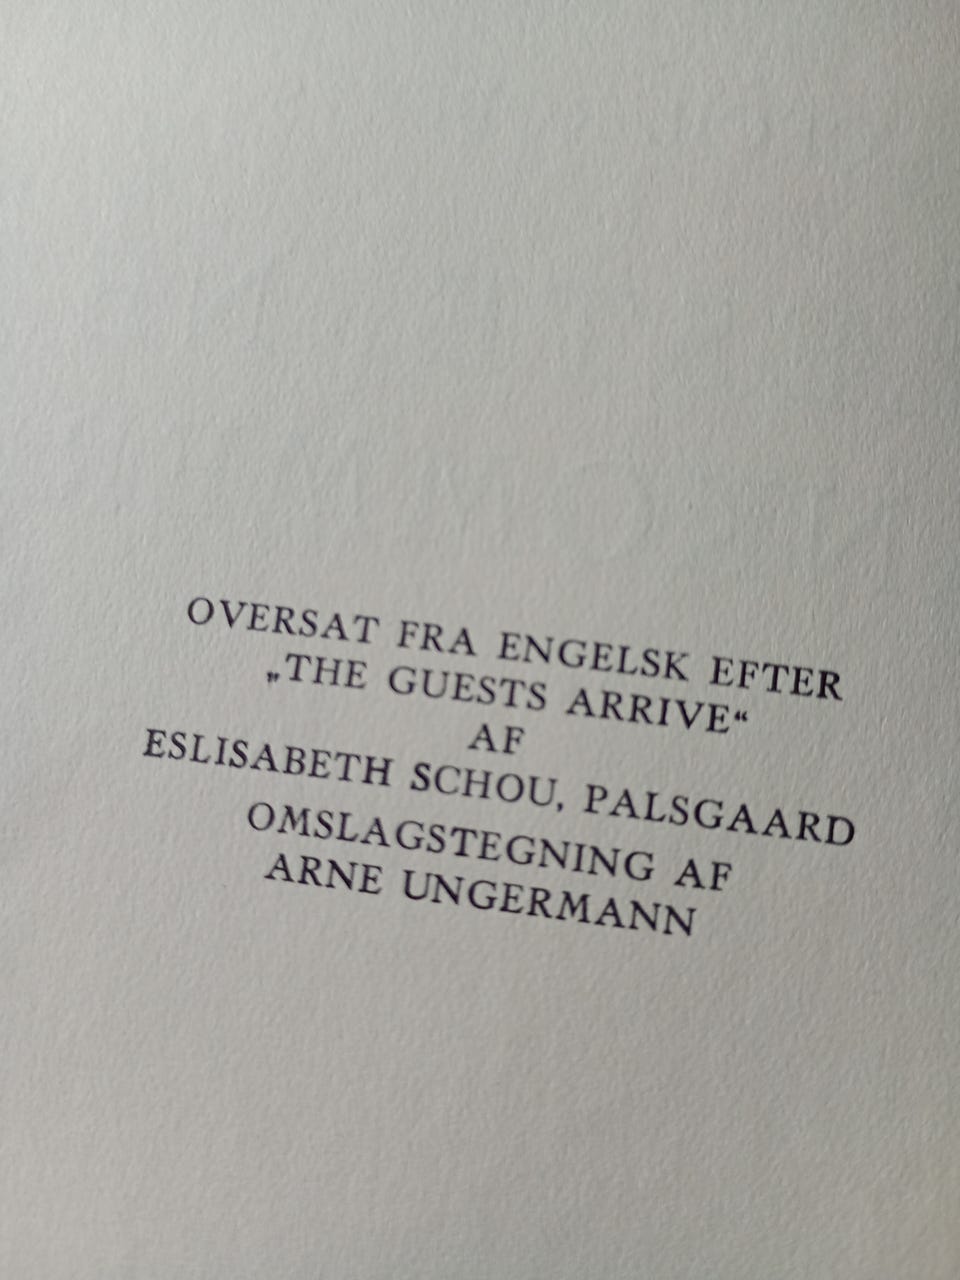 OVERSAT FRA ENGELSK EFTER
„THE GUESTS ARRIVE“
AF
ESLISABETH SCHOU, PALSGAARD
OMSLAGSTEGNING AF
ARNE UNGERMANN